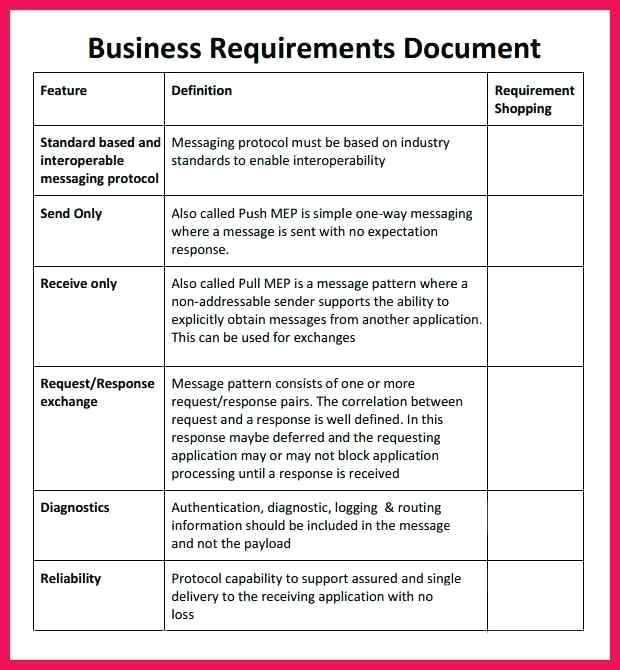 Business Requirements Document
Feature
Definition
Requirement
Shopping
Standard based and
interoperable
messaging protocol
Messaging protocol must be based on industry
standards to enable interoperability
Send Only
Also called Push MEP is simple one-way messaging
where a message is sent with no expectation
response.
Receive only
Also called Pull MEP is a message pattern where a
non-addressable sender supports the ability to
explicitly obtain messages from another application.
This can be used for exchanges
Request/Response
exchange
Message pattern consists of one or more
request/response pairs. The correlation between
request and a response is well defined. In this
response maybe deferred and the requesting
application may or may not block application
processing until a response is received
Diagnostics
Authentication, diagnostic, logging & routing
information should be included in the message
and not the payload
Reliability
Protocol capability to support assured and single
delivery to the receiving application with no
loss